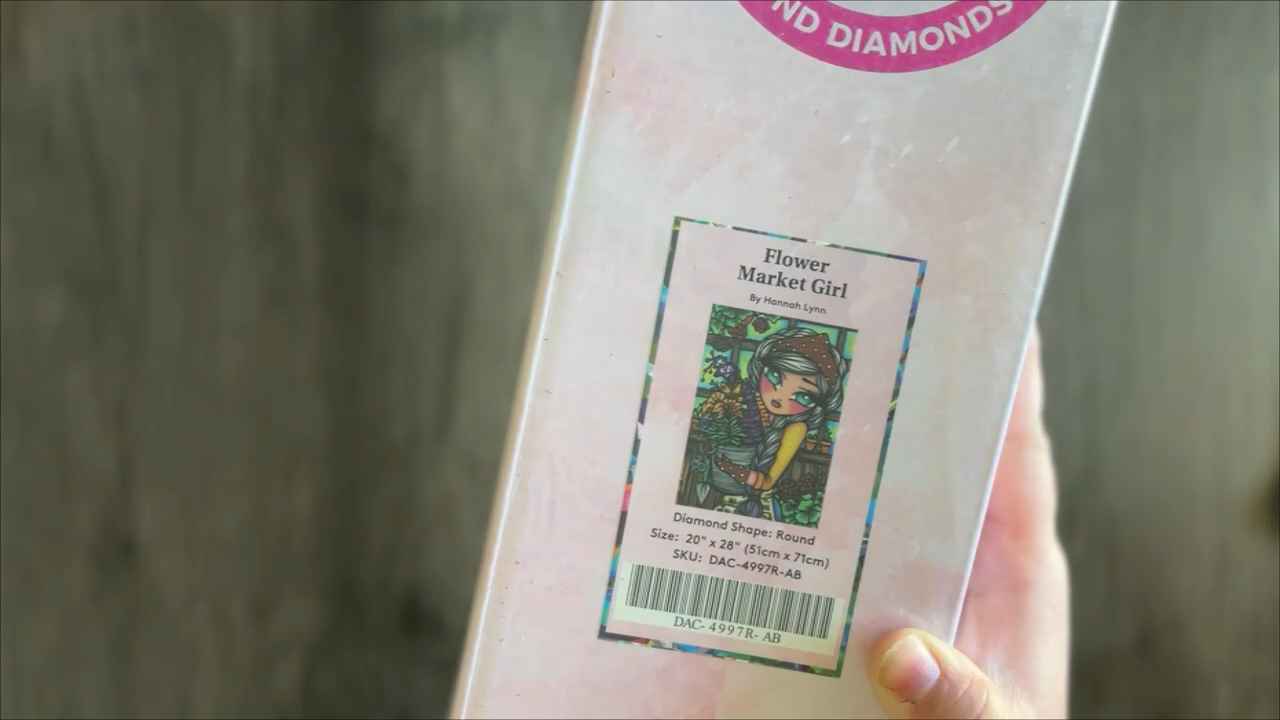 ND DIAMONDS
Flower
Market Girl
By Hannah Lynn
Diamond Shape: Round
Size: 20" x 28" (51cm x 71cm)
SKU: DAC-4997R-AB
DAC- 4997R- AB